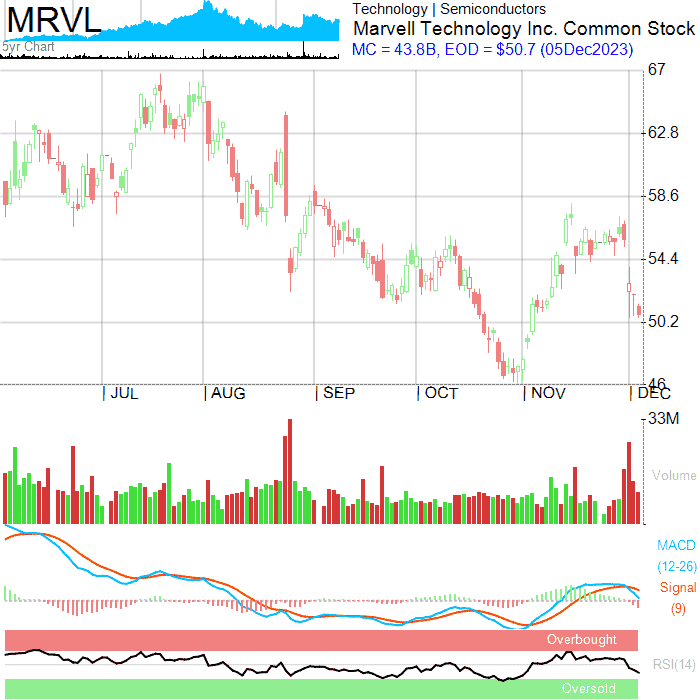 MRVL
5yr Chart
Technology | Semiconductors
Marvell Technology Inc. Common Stock
MC = 43.8B, EOD = $50.7 (05Dec2023)
67
62.8
58.6
54.4
50.2
46
JUL AUG SEP OCT NOV DEC
33M
Volume
MACD
(12-26)
Signal
(9)
Overbought
RSI(14)
Oversold